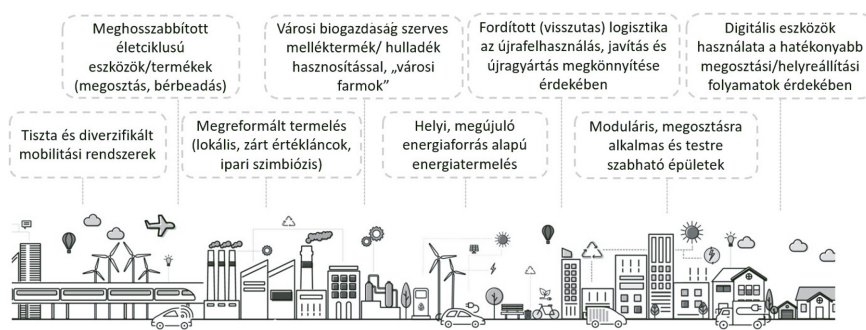 Meghosszabbított
életciklusú
eszközök/termékek
(megosztás, bérbeadás)
Városi biogazdaság szerves
melléktermék/ hulladék
hasznosítással, „városi
farmok”
Fordított (visszutas) logisztika
az újrafelhasználás, javítás és
újragyártás megkönnyítése
érdekében
Digitális eszközök
használata a hatékonyabb
megosztási/helyreállítási
folyamatok érdekében
Tiszta és diverzifikált
mobilitási rendszerek
Megreformált termelés
(lokális, zárt értékláncok,
ipari szimbiózis)
Helyi, megújuló
energiaforrás alapú
energiatermelés
Moduláris, megosztásra
alkalmas és testre
szabható épületek